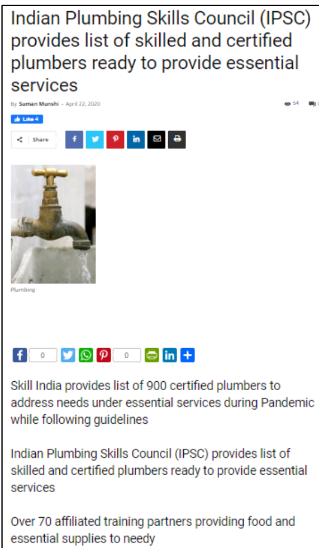 Indian Plumbing Skills Council (IPSC)
provides list of skilled and certified
plumbers ready to provide essential
services
By Suman Munshi - April 22, 2020
54
Like 4
Share
Plumbing
0
0
Skill India provides list of 900 certified plumbers to
address needs under essential services during Pandemic
while following guidelines
Indian Plumbing Skills Council (IPSC) provides list of
skilled and certified plumbers ready to provide essential
services
Over 70 affiliated training partners providing food and
essential supplies to needy